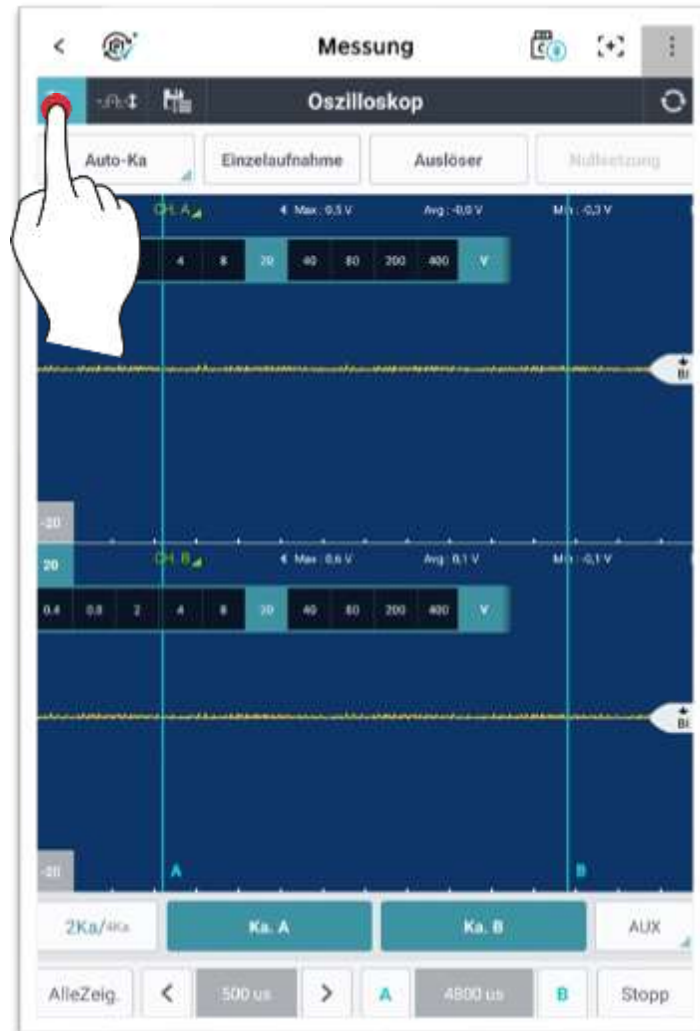 < Messung
Oszilloskop
Auto-Ka Einzelaufnahme Auslöser Nullsetzung
CH. A Max : 0,5 V Avg : -0,0 V Min : -0,3 V
4 8 20 40 80 200 400 V
BI
-20
20 CH. B Max : 0,6 V Avg : 0,1 V Min : -0,1 V
0.4 0.8 2 4 8 20 40 80 200 400 V
BI
-20 A B
2Ka/4Ka Ka. A Ka. B AUX
AlleZeig. < 500 us > A 4800 us B Stopp